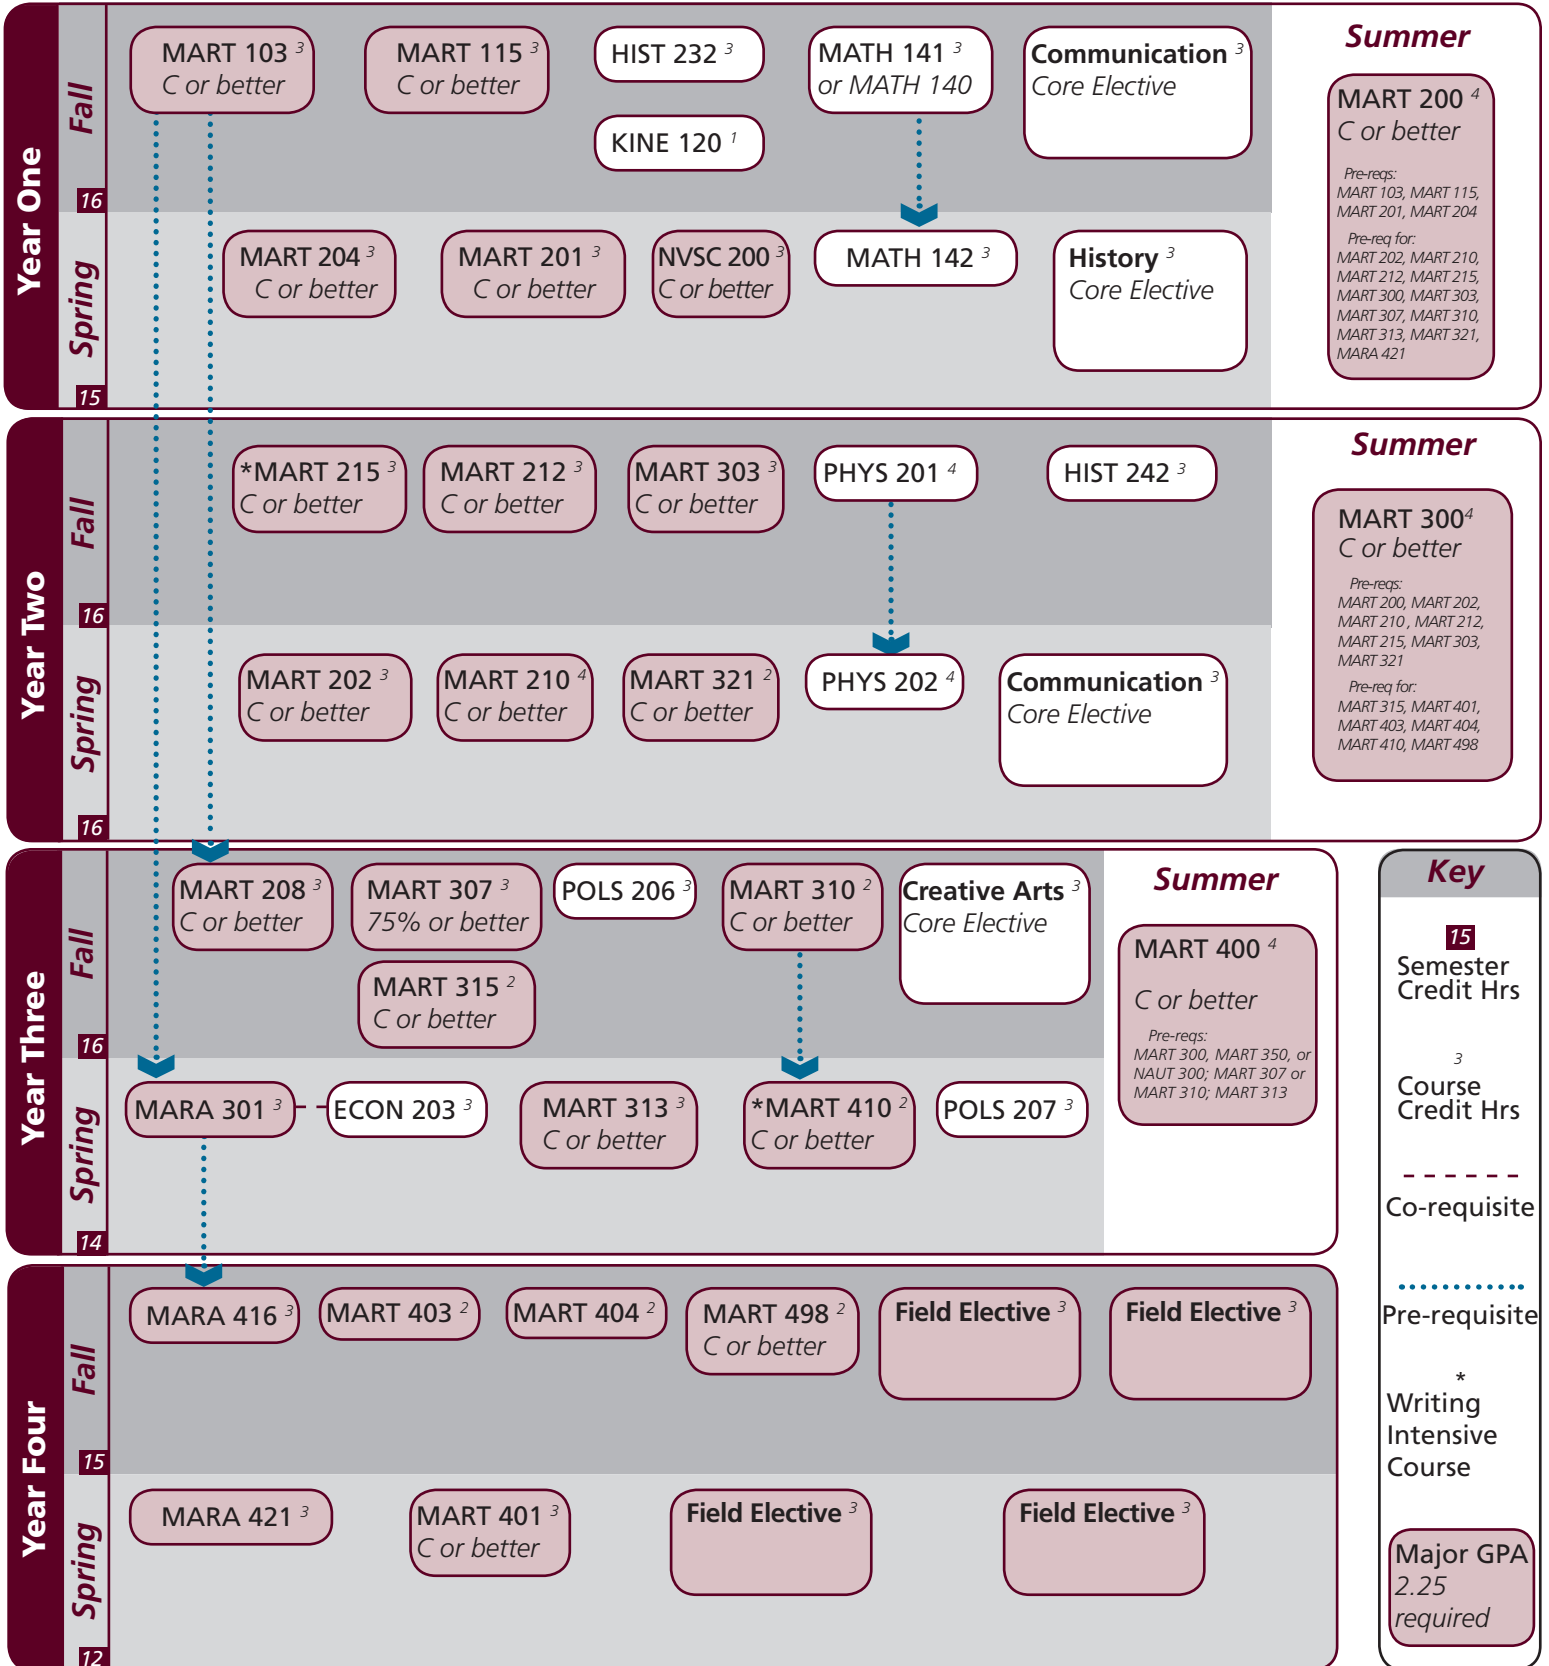 Year One
Fall
MART 103 3
C or better
MART 115 3
C or better
HIST 232 3
KINE 120 1
MATH 141 3
or MATH 140
Communication 3
Core Elective
16
Spring
MART 204 3
C or better
MART 201 3
C or better
NVSC 200 3
C or better
MATH 142 3
History 3
Core Elective
15
Summer
MART 200 4
C or better
Pre-reqs:
MART 103, MART 115,
MART 201, MART 204
Pre-req for:
MART 202, MART 210,
MART 212, MART 215,
MART 300, MART 303,
MART 307, MART 310,
MART 313, MART 321,
MARA 421
Year Two
Fall
*MART 215 3
C or better
MART 212 3
C or better
MART 303 3
C or better
PHYS 201 4
HIST 242 3
16
Spring
MART 202 3
C or better
MART 210 4
C or better
MART 321 2
C or better
PHYS 202 4
Communication 3
Core Elective
16
Summer
MART 300 4
C or better
Pre-reqs:
MART 200, MART 202,
MART 210 , MART 212,
MART 215, MART 303,
MART 321
Pre-req for:
MART 315, MART 401,
MART 403, MART 404,
MART 410, MART 498
Year Three
Fall
MART 208 3
C or better
MART 307 3
75% or better
MART 315 2
C or better
POLS 206 3
MART 310 2
C or better
Creative Arts 3
Core Elective
16
Spring
MARA 301 3
ECON 203 3
MART 313 3
C or better
*MART 410 2
C or better
POLS 207 3
14
Summer
MART 400 4
C or better
Pre-reqs:
MART 300, MART 350, or
NAUT 300; MART 307 or
MART 310; MART 313
Year Four
Fall
MARA 416 3
MART 403 2
MART 404 2
MART 498 2
C or better
Field Elective 3
Field Elective 3
15
Spring
MARA 421 3
MART 401 3
C or better
Field Elective 3
Field Elective 3
12
Key
15
Semester
Credit Hrs
3
Course
Credit Hrs
Co-requisite
Pre-requisite
*
Writing
Intensive
Course
Major GPA
2.25
required